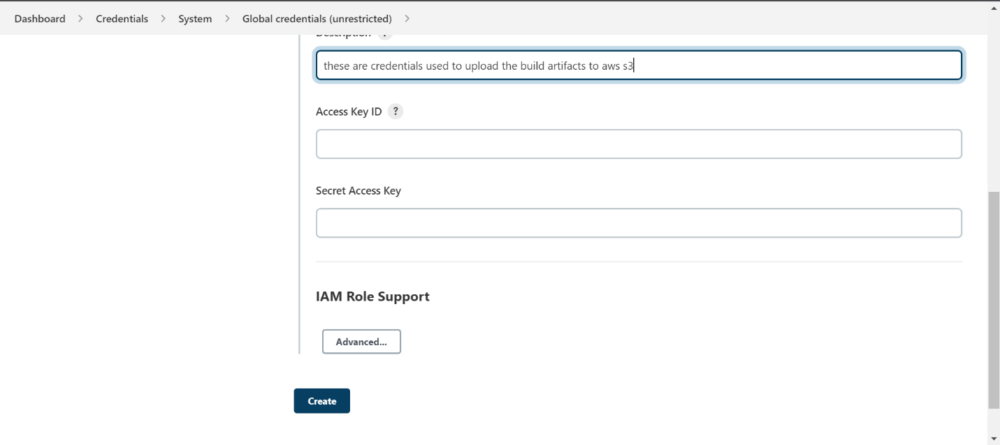 Dashboard > Credentials > System > Global credentials (unrestricted) >
Description ?
these are credentials used to upload the build artifacts to aws s3
Access Key ID ?
Secret Access Key
IAM Role Support
Advanced...
Create